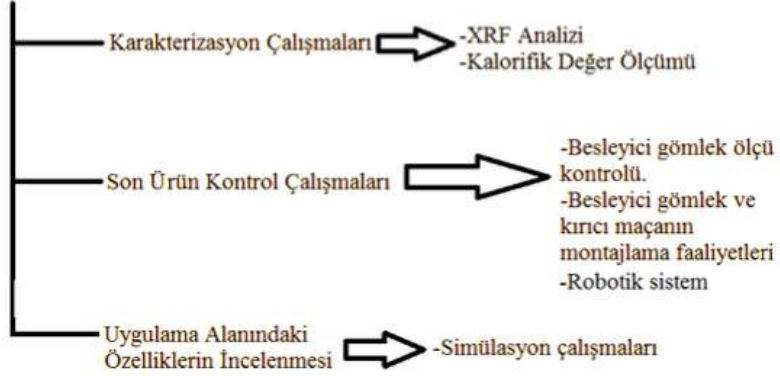 Karakterizasyon Çalışmaları
-XRF Analizi
-Kalorifik Değer Ölçümü
Son Ürün Kontrol Çalışmaları
-Besleyici gömlek ölçü
kontrolü.
-Besleyici gömlek ve
kırıcı maçanın
montajlama faaliyetleri
-Robotik sistem
Uygulama Alanındaki
Özelliklerin İncelenmesi
-Simülasyon çalışmaları